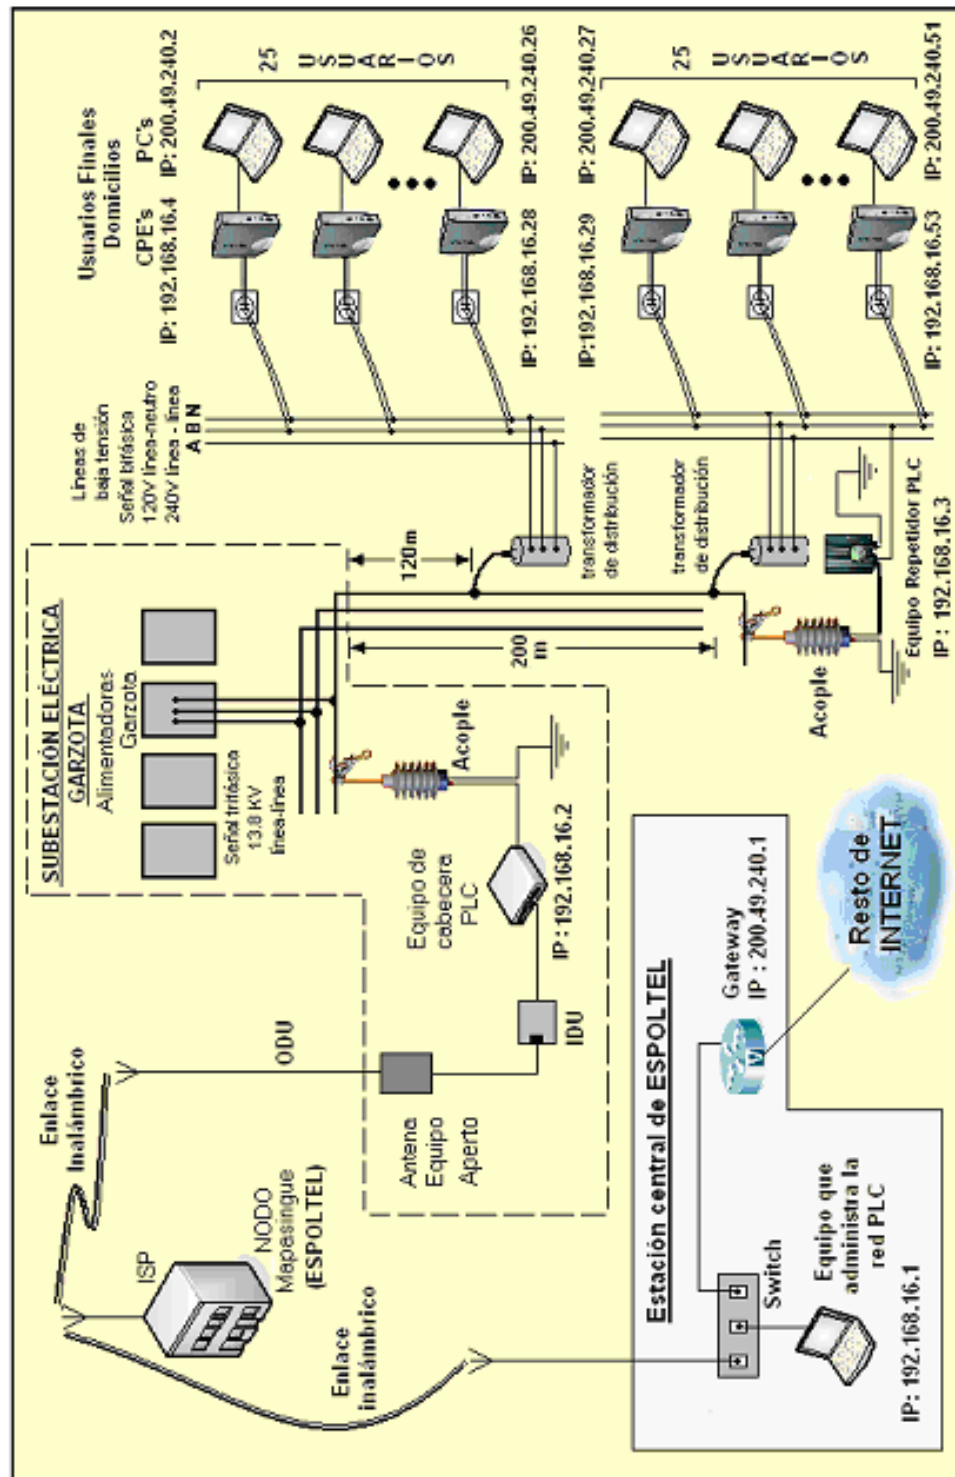 Enlace
Inalámbrico
ISP
NODO
Mapasingue
(ESPOLTEL)
Enlace
inalámbrico
ODU
Antena
Equipo
Aperto
IDU
Equipo de
cabecera
PLC
IP : 192.168.16.2
Acople
SUBESTACIÓN ELÉCTRICA
GARZOTA
Alimentadoras
Garzota
Señal trifásica
13.8 KV
línea-línea
120m
200
m
Líneas de
baja tensión
Señal bifásica
120V línea-neutro
240V línea - línea
A B N
transformador
de distribución
transformador
de distribución
Acople
Equipo Repetidor PLC
IP : 192.168.16.3
Usuarios Finales
Domicilios
CPE's
PC's
IP: 192.168.16.4
IP: 200.49.240.2
25
USUARIOS
IP: 192.168.16.28
IP: 200.49.240.26
IP:192.168.16.29
IP: 200.49.240.27
25
USUARIOS
IP: 192.168.16.53
IP: 200.49.240.51
Estación central de ESPOLTEL
Switch
Equipo que
administra la
red PLC
IP: 192.168.16.1
Gateway
IP : 200.49.240.1
V
Resto de
INTERNET